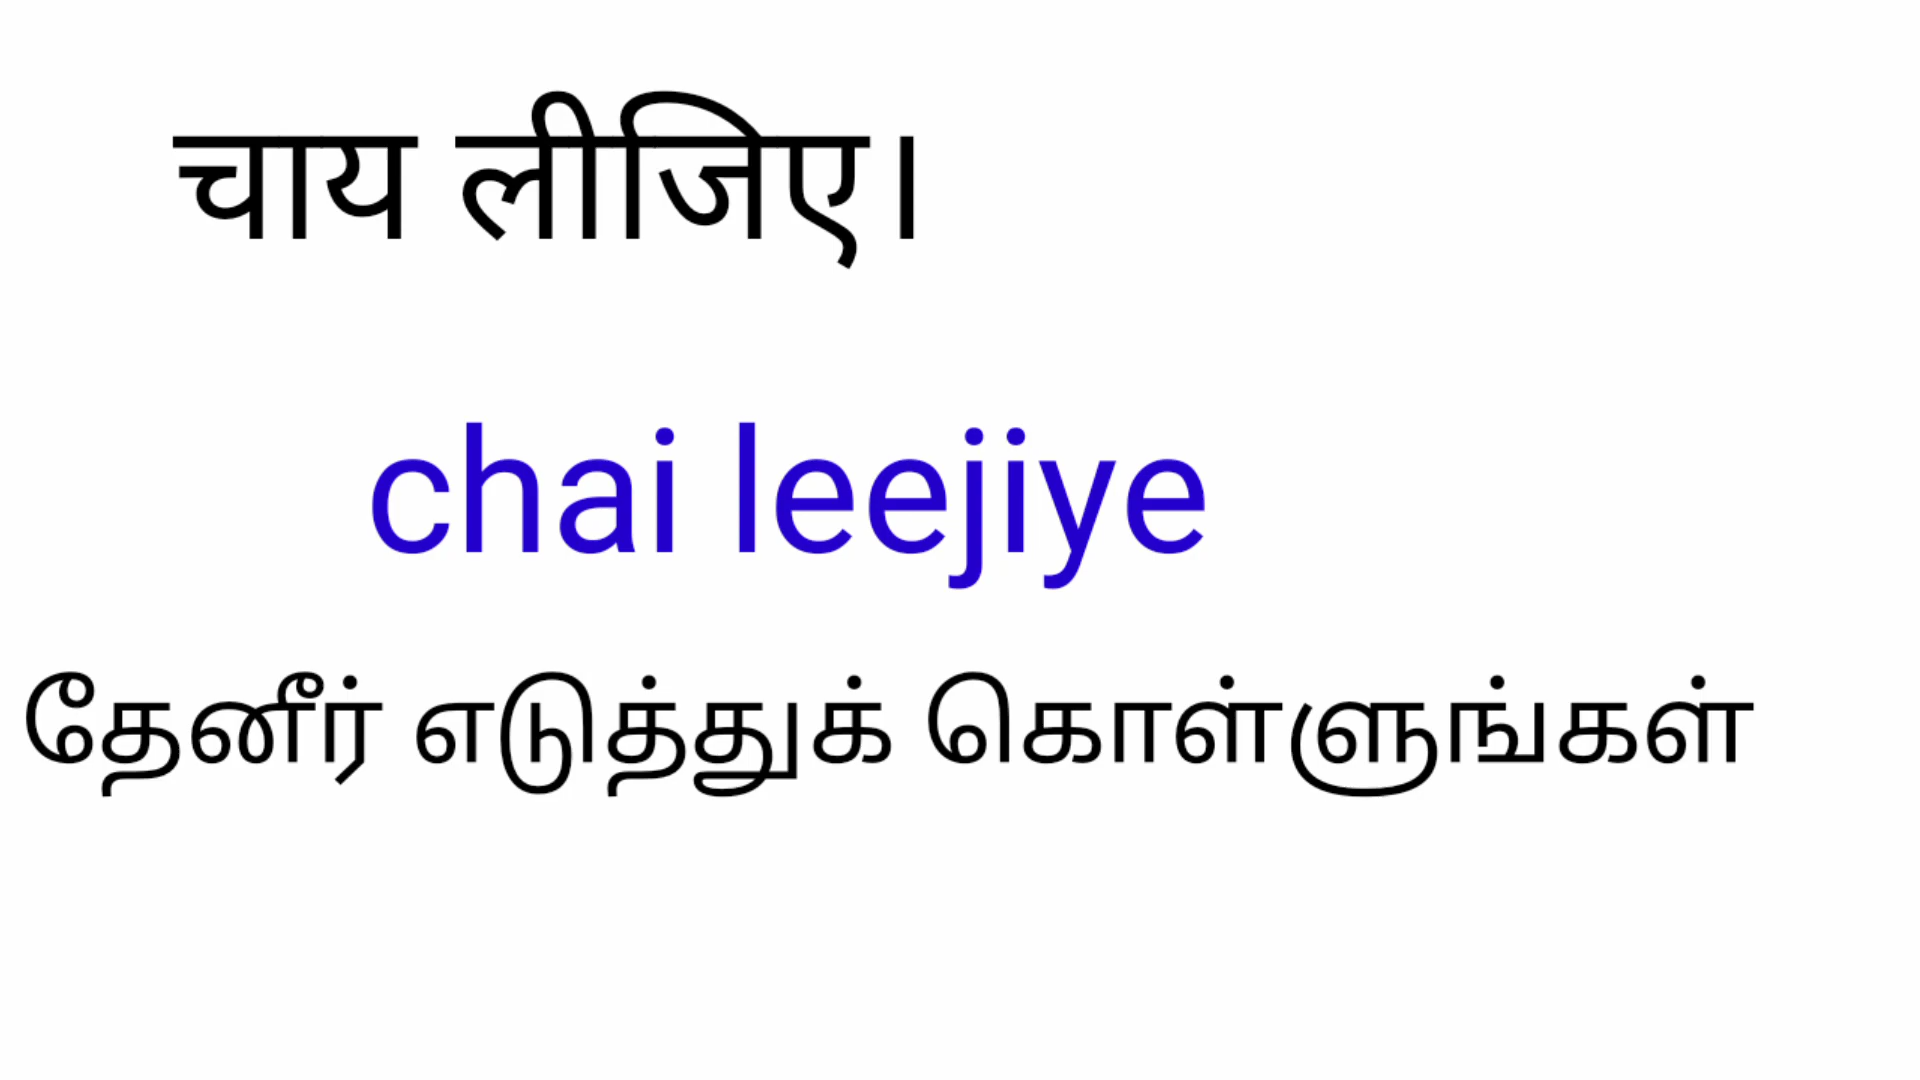 चाय लीजिए।
chai leejiye
தேனீர் எடுத்துக் கொள்ளுங்கள்